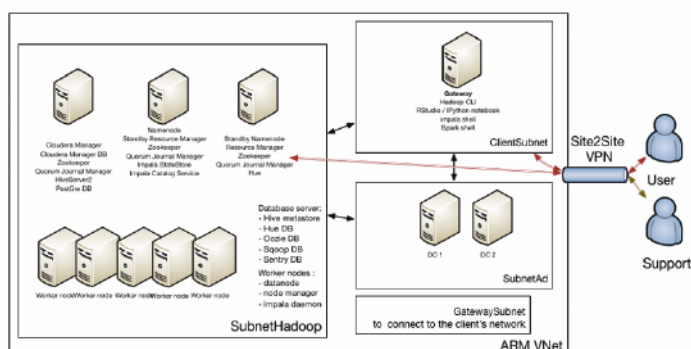 Cloudera Manager
Cloudera Manager DB
Zookeeper
Quorum Journal Manager
HiveServer2
PostGre DB
Namenode
Standby Resource Manager
Zookeeper
Quorum Journal Manager
Impala StateStore
Impala Catalog Service
Standby Namenode
Resource Manager
Zookeeper
Quorum Journal Manager
Hue
Database server:
- Hive metastore
- Hue DB
- Oozie DB
- Sqoop DB
- Sentry DB
Worker nodes :
- datanode
- node manager
- impala daemon
Worker node Worker node Worker node Worker node Worker node
SubnetHadoop
Gateway
Hadoop CLI
RStudio / IPython notebook
impala shell
Spark shell
ClientSubnet
DC 1
DC 2
SubnetAd
GatewaySubnet
to connect to the client's network
ARM VNet
Site2Site
VPN
User
Support